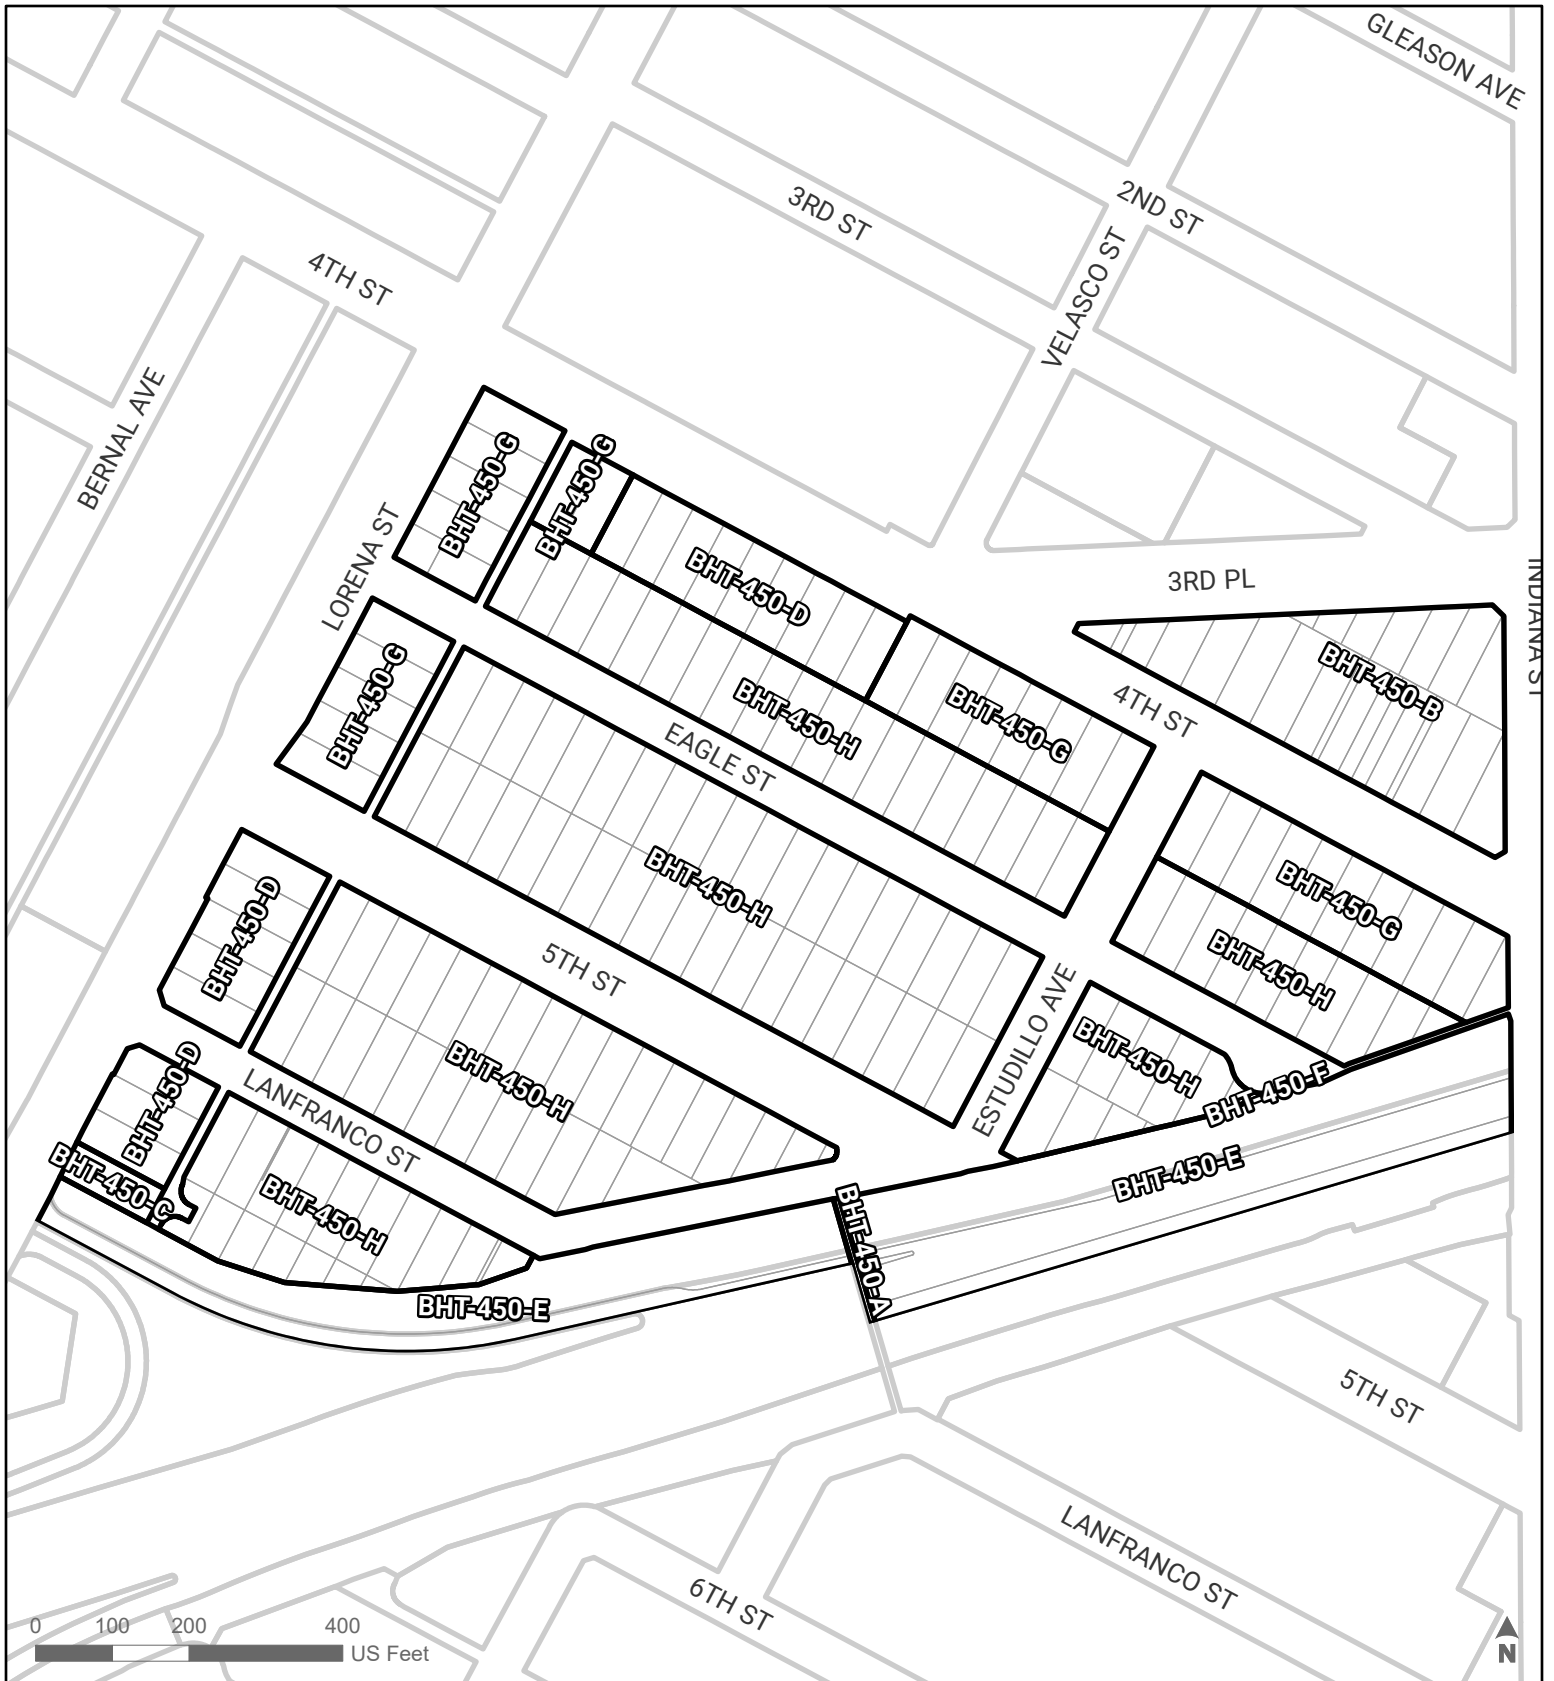 GLEASON AVE
3RD ST
2ND ST
VELASCO ST
4TH ST
BERNAL AVE
LORENA ST
BHT-450-G
BHT-450-G
BHT-450-D
3RD PL
INDIANA ST
BHT-450-B
BHT-450-G
BHT-450-H
BHT-450-G
4TH ST
EAGLE ST
BHT-450-H
BHT-450-G
BHT-450-H
BHT-450-D
5TH ST
ESTUDILLO AVE
BHT-450-H
BHT-450-H
BHT-450-F
BHT-450-D
LANFRANCO ST
BHT-450-C
BHT-450-H
BHT-450-E
BHT-450-A
BHT-450-E
5TH ST
LANFRANCO ST
6TH ST
0 100 200 400
US Feet
N